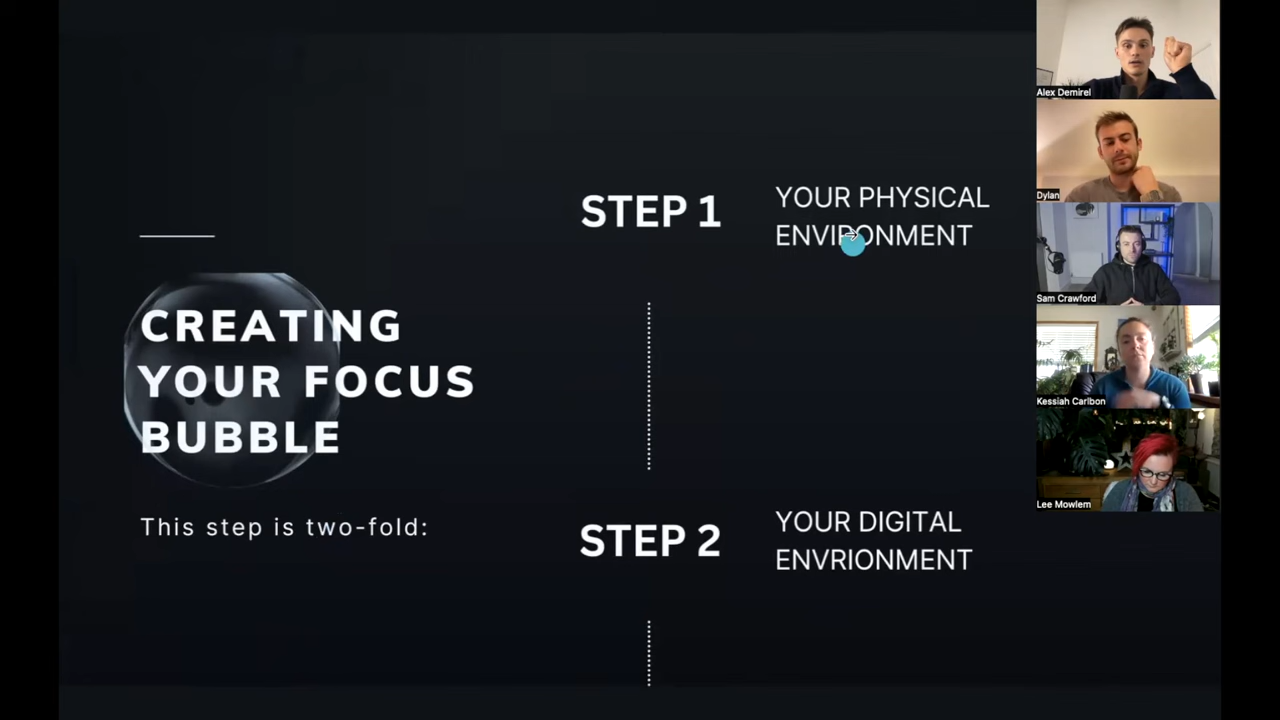 CREATING
YOUR FOCUS
BUBBLE
This step is two-fold:
STEP 1
YOUR PHYSICAL
ENVIRONMENT
STEP 2
YOUR DIGITAL
ENVRIONMENT
Alex Demirel
Dylan
Sam Crawford
Kessiah Carlbon
Lee Mowlem